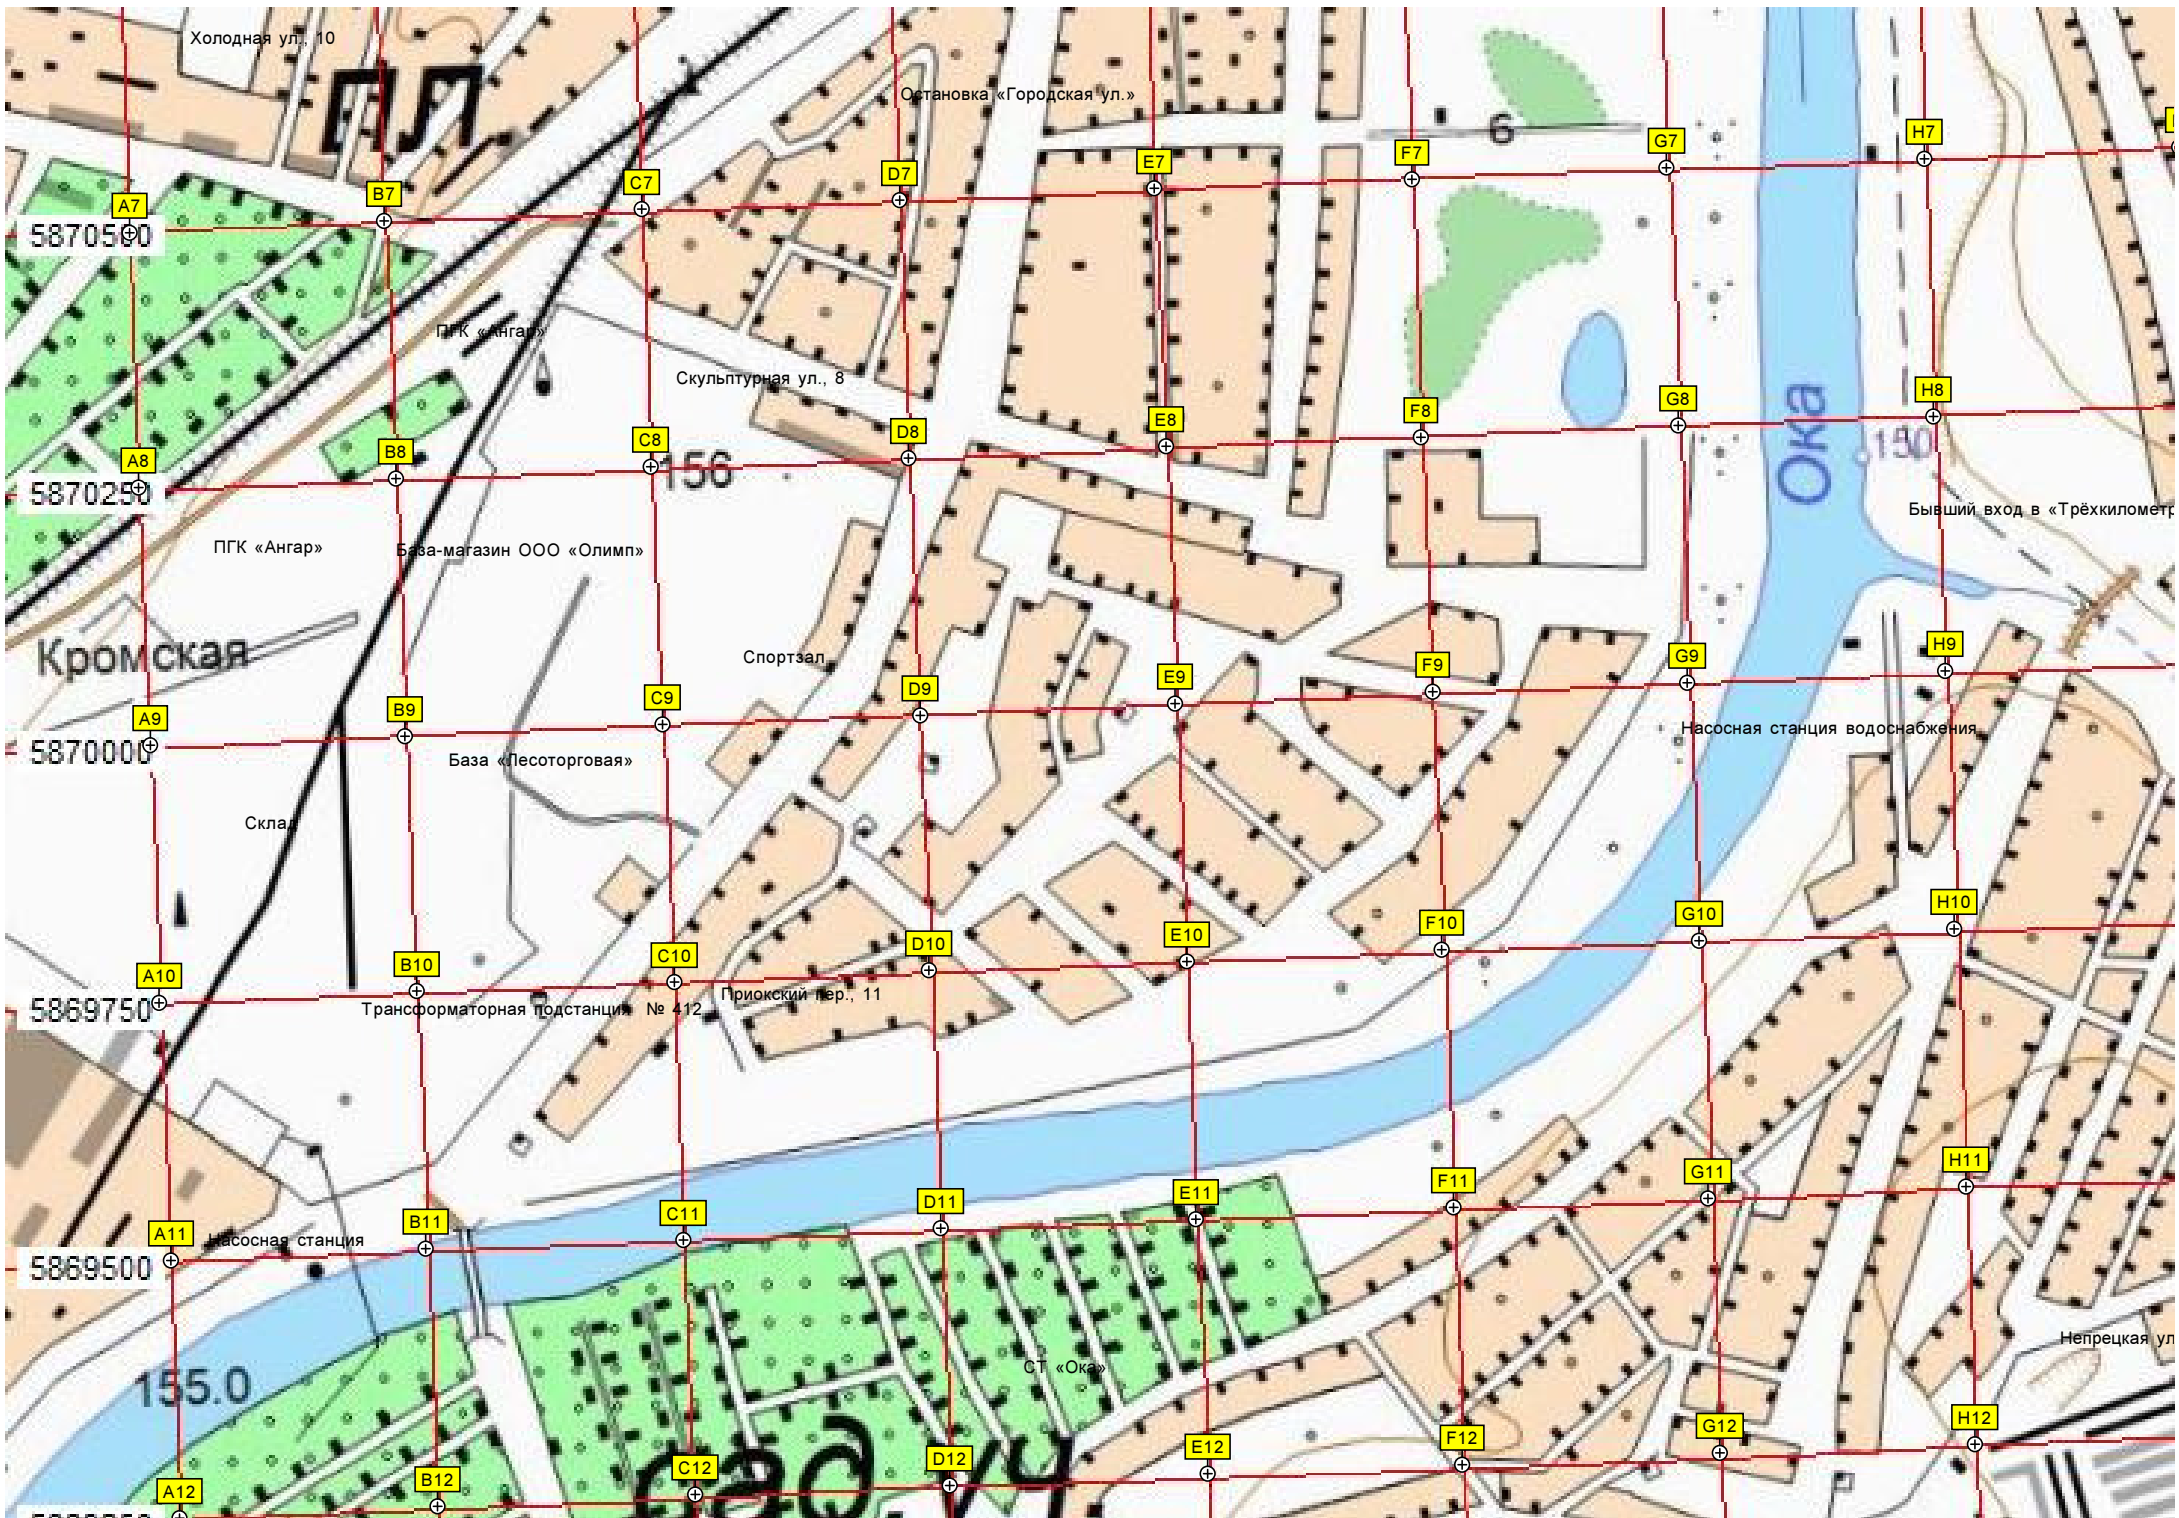 Холодная ул., 10
ПЛ
Остановка «Городская ул.»
6
A7
B7
C7
D7
E7
F7
G7
H7
5870500
ПГК «Ангар»
Скульптурная ул., 8
Ока
150
A8
B8
C8
D8
E8
F8
G8
H8
156
5870250
ПГК «Ангар»
База-магазин ООО «Олимп»
Бывший вход в «Трёхкилометр
Кромская
Спортзал
A9
B9
C9
D9
E9
F9
G9
H9
5870000
База «Лесоторговая»
Насосная станция водоснабжения
Склад
A10
B10
C10
D10
E10
F10
G10
H10
5869750
Трансформаторная подстанция № 412
Приокский пер., 11
A11
B11
C11
D11
E11
F11
G11
H11
Насосная станция
5869500
155.0
СТ «Ока»
Непрецкая ул
A12
B12
C12
D12
E12
F12
G12
H12